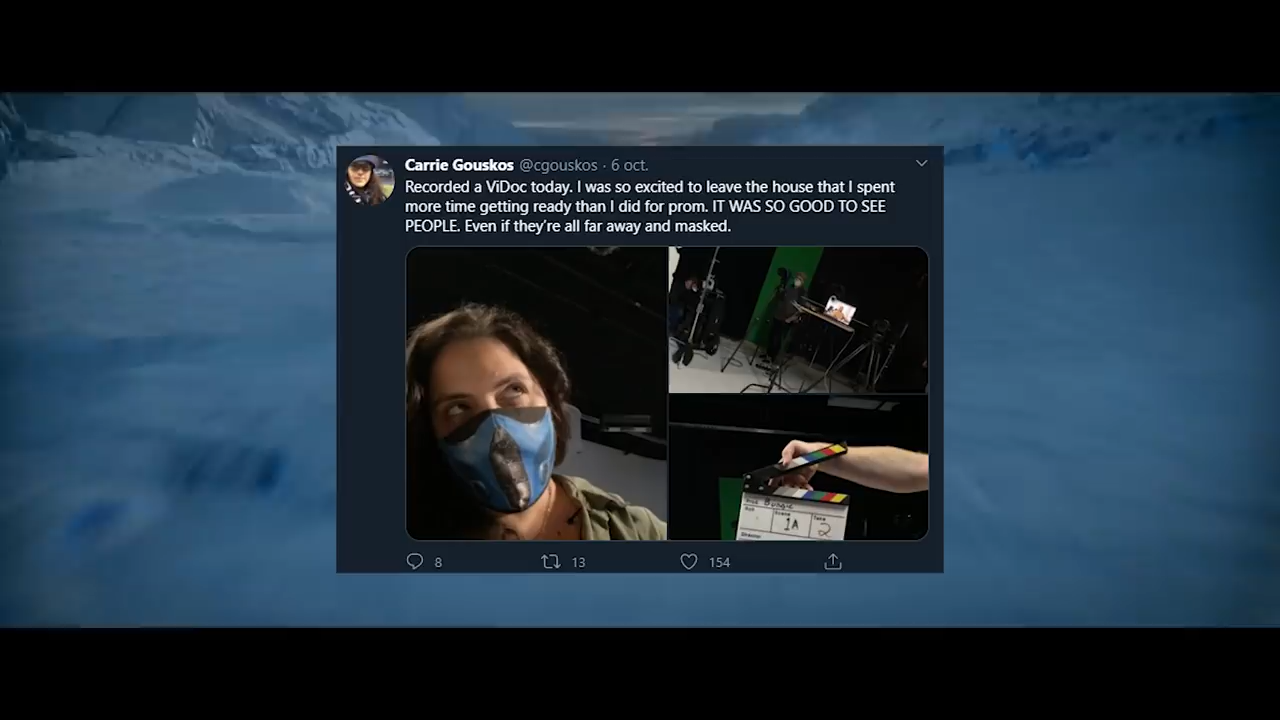 Carrie Gouskos @cgouskos · 6 oct.
Recorded a ViDoc today. I was so excited to leave the house that I spent
more time getting ready than I did for prom. IT WAS SO GOOD TO SEE
PEOPLE. Even if they're all far away and masked.
Bungie
Scene
Take
1A
2
Director
8
13
154